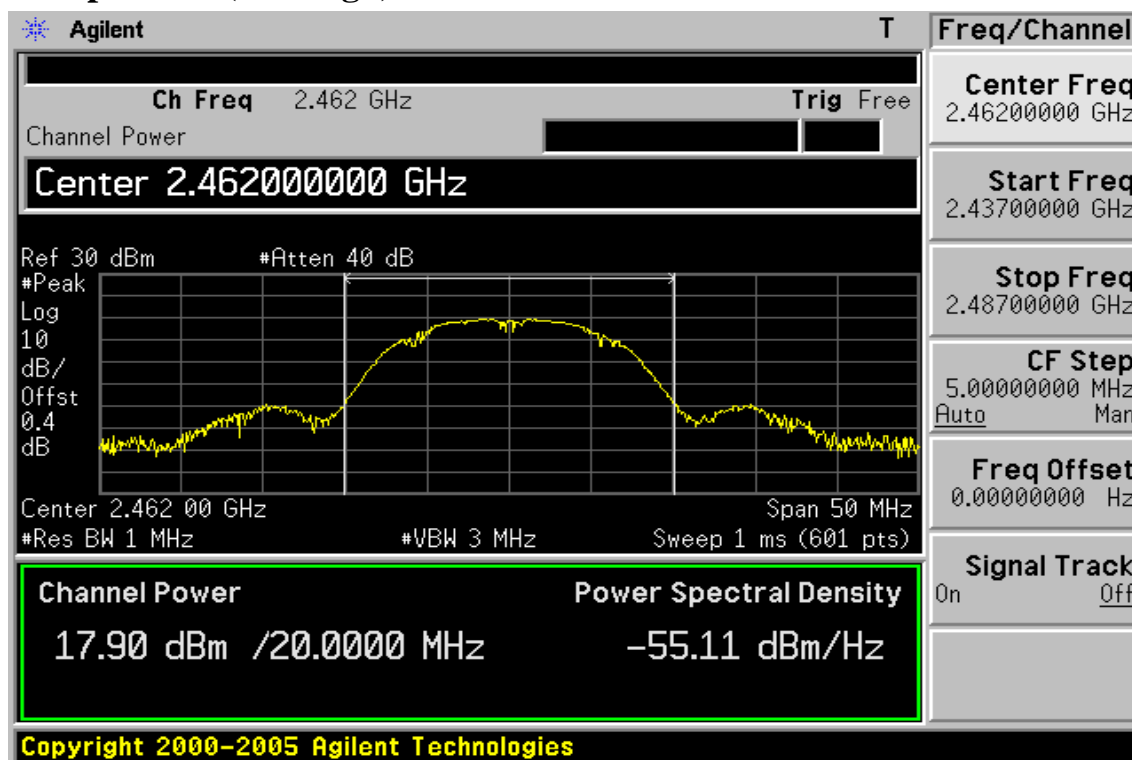 Agilent T Freq/Channel
Ch Freq 2.462 GHz Trig Free
Channel Power
Center 2.462000000 GHz
Ref 30 dBm #Atten 40 dB
#Peak
Log
10
dB/
Offst
0.4
dB
Center 2.462 00 GHz Span 50 MHz
#Res BW 1 MHz #VBW 3 MHz Sweep 1 ms (601 pts)
Channel Power Power Spectral Density
17.90 dBm /20.0000 MHz -55.11 dBm/Hz
Center Freq
2.46200000 GHz
Start Freq
2.43700000 GHz
Stop Freq
2.48700000 GHz
CF Step
5.00000000 MHz
Auto Man
Freq Offset
0.00000000 Hz
Signal Track
On Off
Copyright 2000-2005 Agilent Technologies